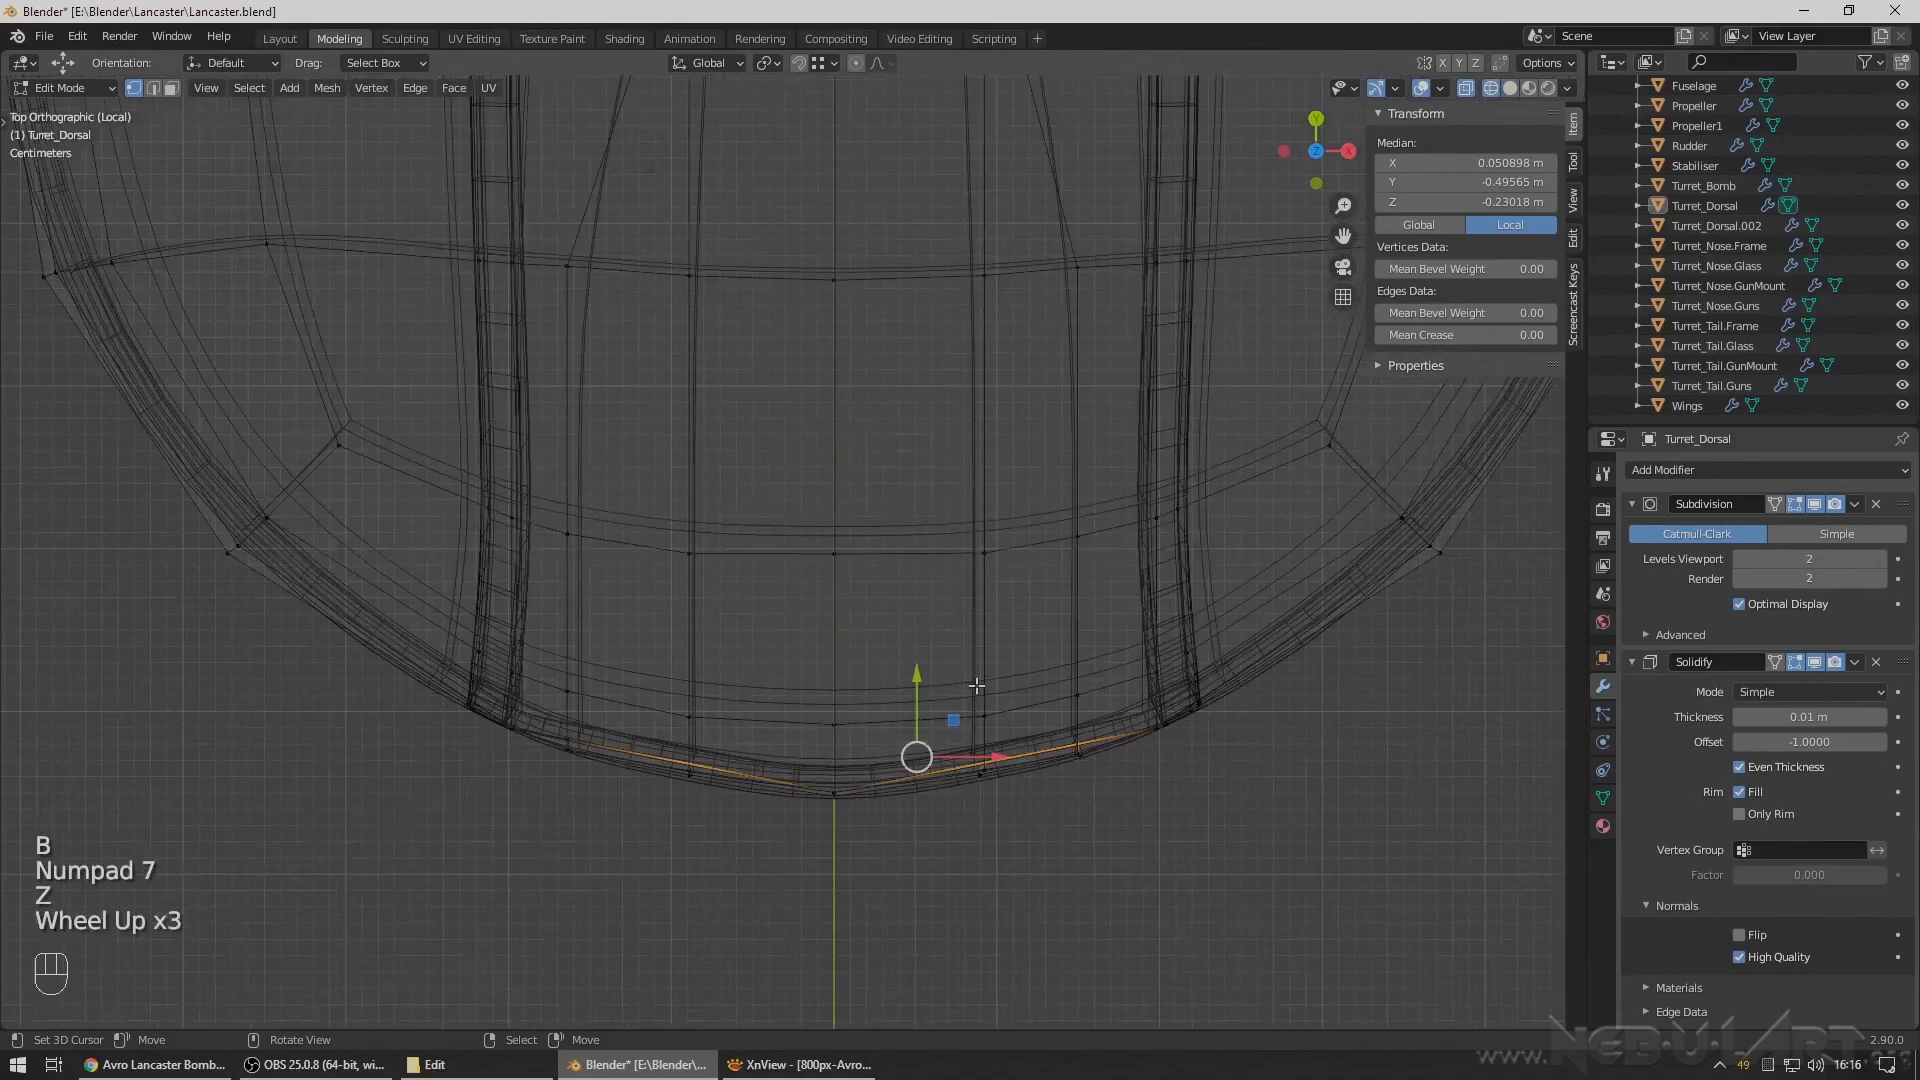 Blender* [E:\Blender\Lancaster\Lancaster.blend]
File Edit Render Window Help Layout Modeling Sculpting UV Editing Texture Paint Shading Animation Rendering Compositing Video Editing Scripting + Scene View Layer
Orientation: Default Drag: Select Box Global X Y Z Options
Edit Mode View Select Add Mesh Vertex Edge Face UV
Top Orthographic (Local)
(1) Turret_Dorsal
Centimeters
Y
Z
X
Transform
Median:
X 0.050898 m
Y -0.49565 m
Z -0.23018 m
Global Local
Vertices Data:
Mean Bevel Weight 0.00
Edges Data:
Mean Bevel Weight 0.00
Mean Crease 0.00
Properties
Item
Tool
View
Edit
Screencast Keys
Fuselage
Propeller
Propeller1
Rudder
Stabiliser
Turret_Bomb
Turret_Dorsal
Turret_Dorsal.002
Turret_Nose.Frame
Turret_Nose.Glass
Turret_Nose.GunMount
Turret_Nose.Guns
Turret_Tail.Frame
Turret_Tail.Glass
Turret_Tail.GunMount
Turret_Tail.Guns
Wings
Turret_Dorsal
Add Modifier
Subdivision
Catmull-Clark Simple
Levels Viewport 2
Render 2
Optimal Display
Advanced
Solidify
Mode Simple
Thickness 0.01 m
Offset -1.0000
Even Thickness
Rim Fill
Only Rim
Vertex Group
Factor 0.000
Normals
Flip
High Quality
Materials
Edge Data
B
Numpad 7
Z
Wheel Up x3
Set 3D Cursor Move Rotate View Select Move 2.90.0
www.NEBULART.org
Avro Lancaster Bomb... OBS 25.0.8 (64-bit, wi... Edit Blender* [E:\Blender\... XnView - [800px-Avro... 49 16:16